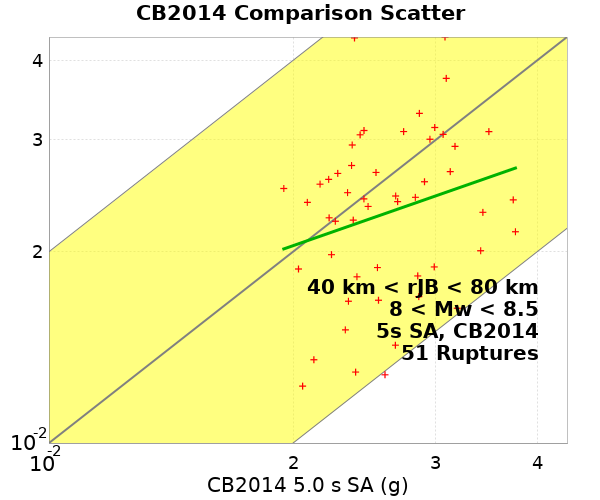 CB2014 Comparison Scatter
4
3
2
10-2
40 km < rJB < 80 km
8 < Mw < 8.5
5s SA, CB2014
51 Ruptures
10-2
2
3
4
CB2014 5.0 s SA (g)